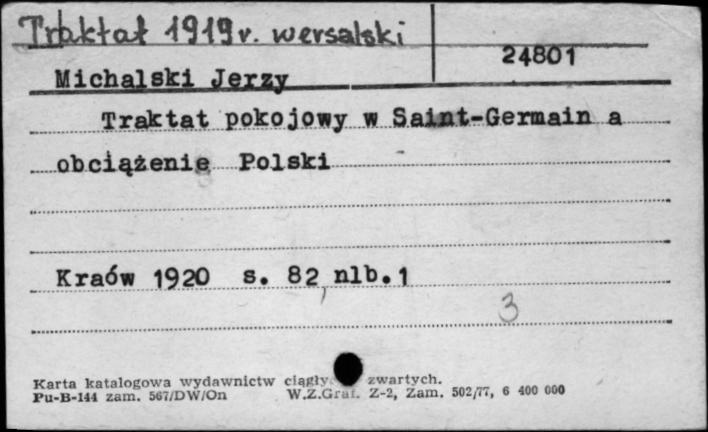 Traktat 1919 r. wersalski
24801
Michalski Jerzy
Traktat pokojowy w Saint-Germain a
obciążenie Polski
Kraów 1920 s. 82, nlb. 1
3
Karta katalogowa wydawnictw ciągły zwartych.
Pu-B-144 zam. 567/DW/On W.Z.Graf. Z-2, Zam. 502/77, 6 400 000